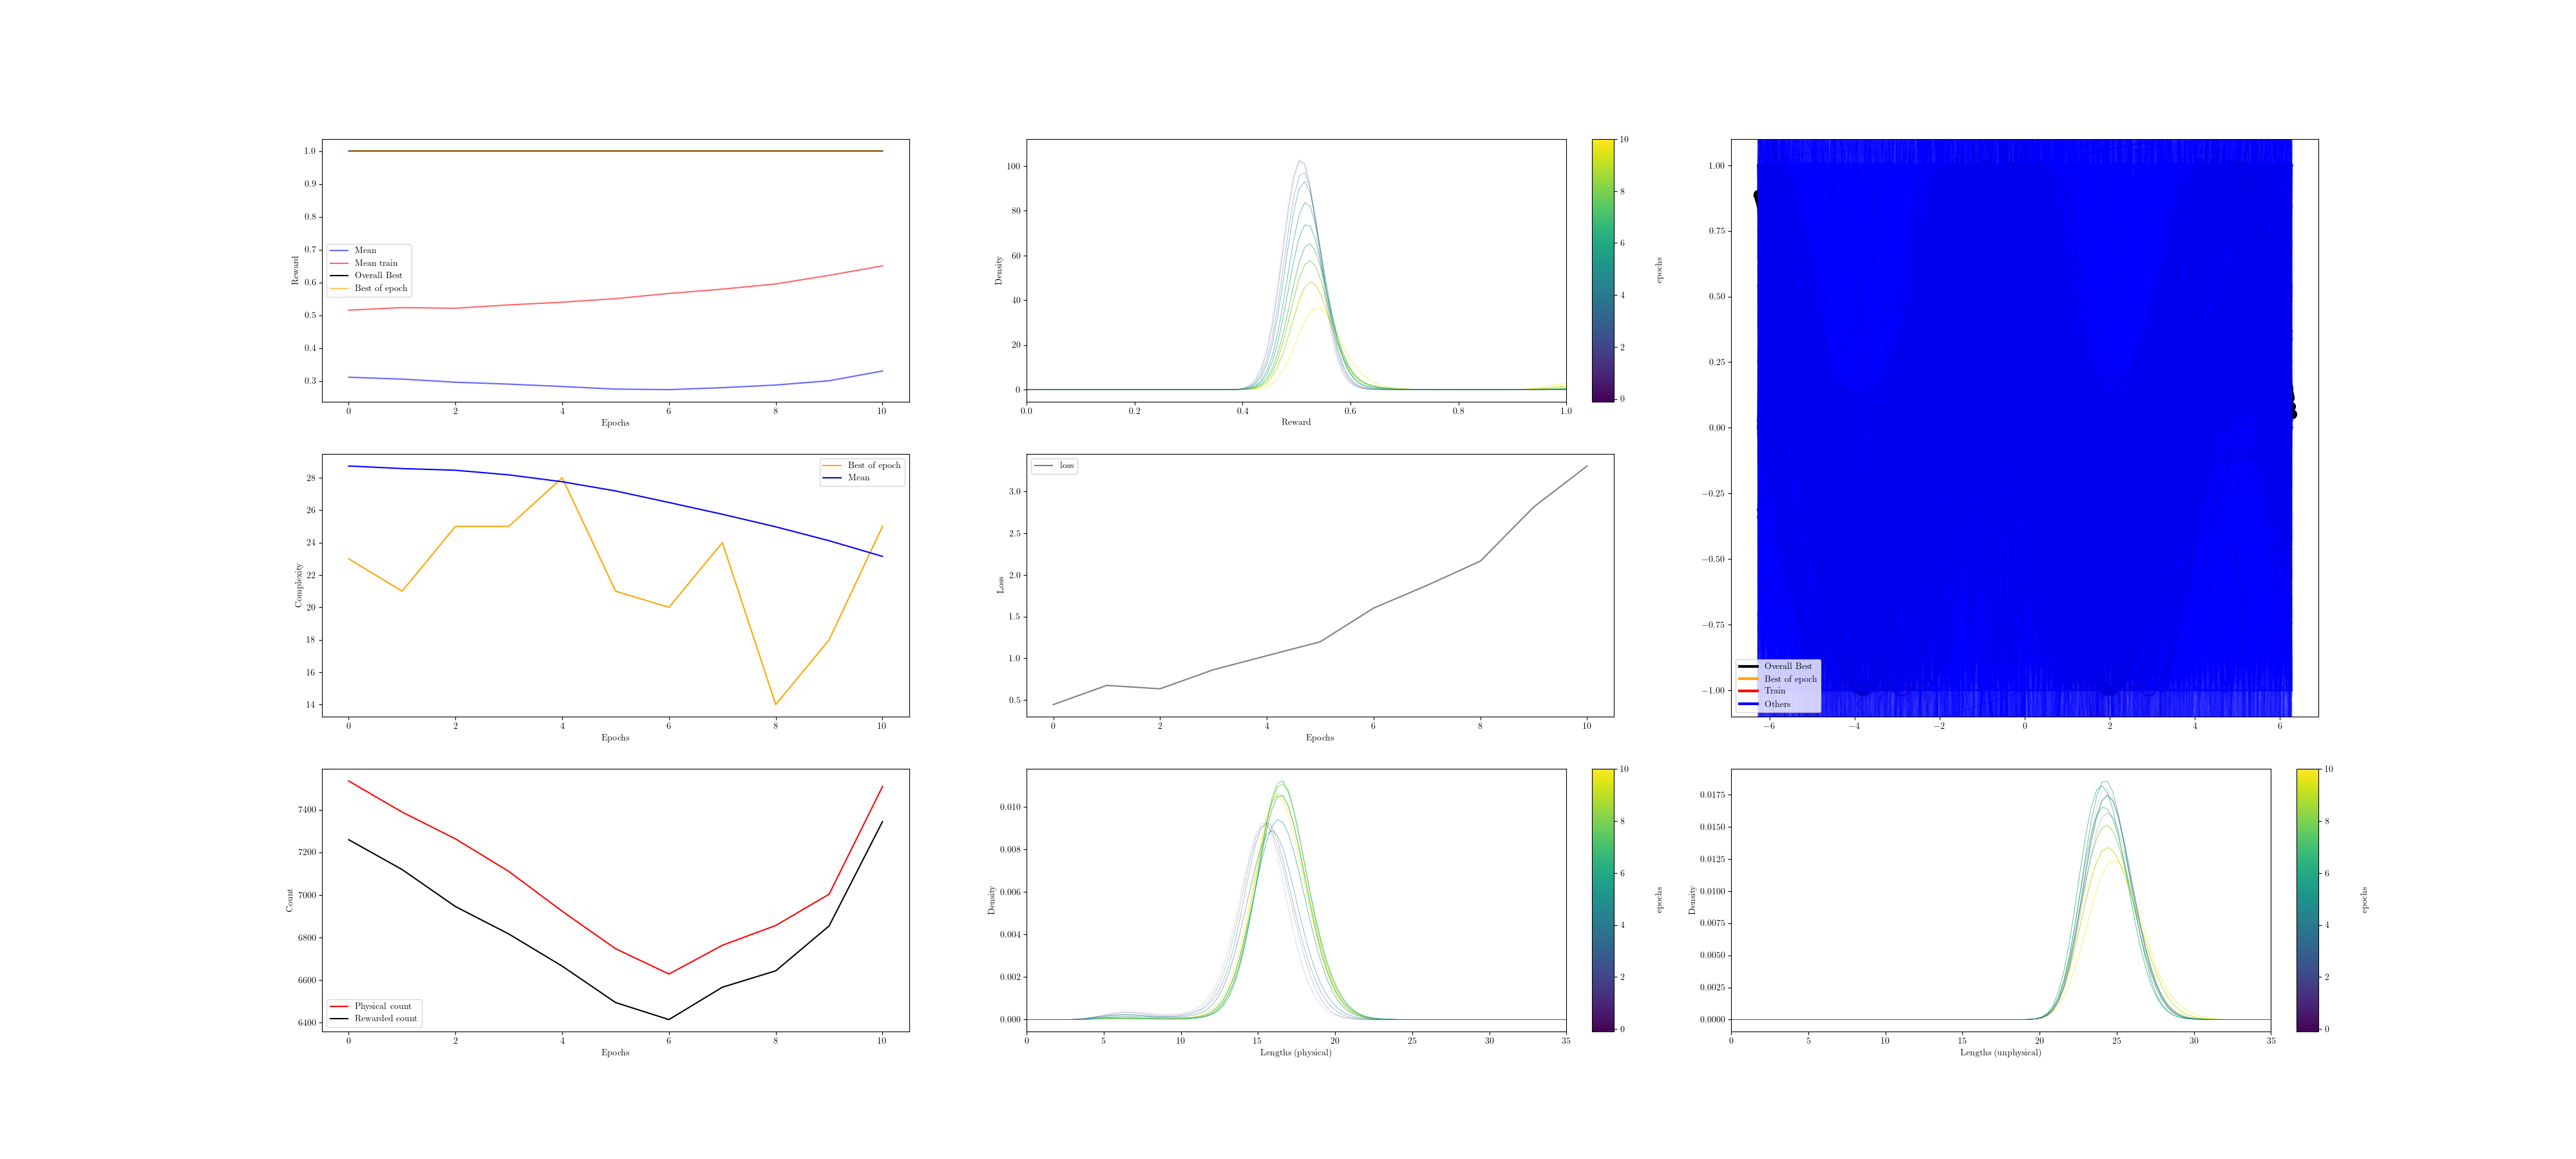 1.0
0.9
0.8
0.7
0.6
0.5
0.4
0.3
Reward
Mean
Mean train
Overall Best
Best of epoch
0 2 4 6 8 10
Epochs
100
80
60
40
20
0
Density
0.0 0.2 0.4 0.6 0.8 1.0
Reward
10
8
6
4
2
0
epochs
1.00
0.75
0.50
0.25
0.00
−0.25
−0.50
−0.75
−1.00
Overall Best
Best of epoch
Train
Others
−6 −4 −2 0 2 4 6
28
26
24
22
20
18
16
14
Complexity
Best of epoch
Mean
0 2 4 6 8 10
Epochs
loss
3.0
2.5
2.0
1.5
1.0
0.5
Loss
0 2 4 6 8 10
Epochs
7400
7200
7000
6800
6600
6400
Count
Physical count
Rewarded count
0 2 4 6 8 10
Epochs
0.010
0.008
0.006
0.004
0.002
0.000
Density
0 5 10 15 20 25 30 35
Lengths (physical)
10
8
6
4
2
0
epochs
0.0175
0.0150
0.0125
0.0100
0.0075
0.0050
0.0025
0.0000
Density
0 5 10 15 20 25 30 35
Lengths (unphysical)
10
8
6
4
2
0
epochs